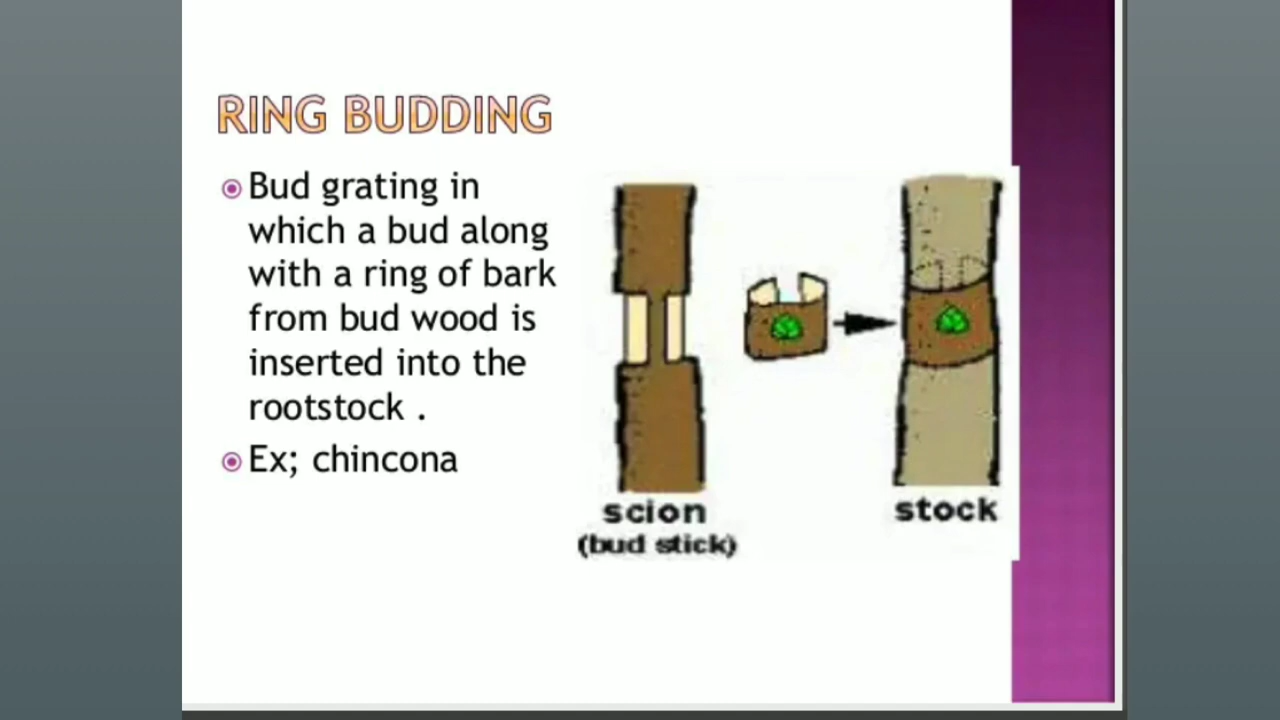 RING BUDDING
Bud grating in
which a bud along
with a ring of bark
from bud wood is
inserted into the
rootstock .
Ex; chincona
scion
(bud stick)
stock